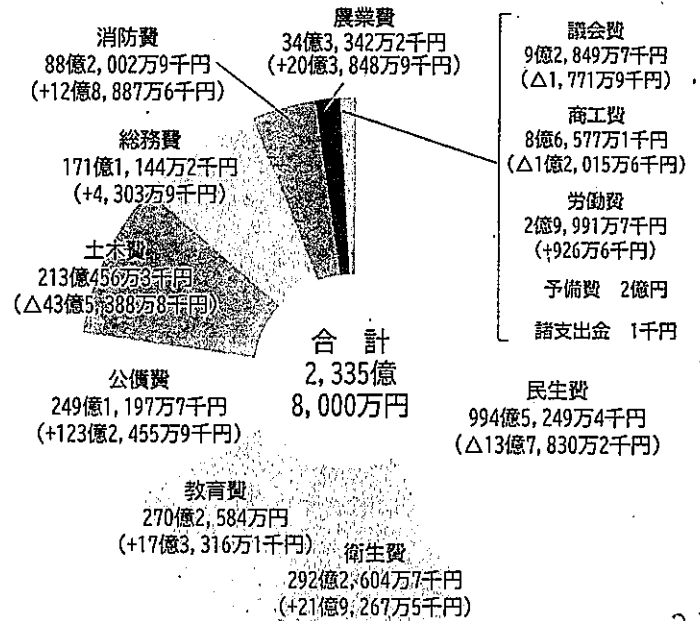 消防費
88億2,002万9千円
(+12億8,887万6千円)
農業費
34億3,342万2千円
(+20億3,848万9千円)
議会費
9億2,849万7千円
(△1,771万9千円)
商工費
8億6,577万1千円
(△1億2,015万6千円)
労働費
2億9,991万7千円
(+926万6千円)
予備費 2億円
諸支出金 1千円
総務費
171億1,144万2千円
(+4,303万9千円)
土木費
213億456万3千円
(△43億5,388万8千円)
合計
2,335億
8,000万円
公債費
249億1,197万7千円
(+123億2,455万9千円)
民生費
994億5,249万4千円
(△13億7,830万2千円)
教育費
270億2,584万円
(+17億3,316万1千円)
衛生費
292億2,604万7千円
(+21億9,267万5千円)